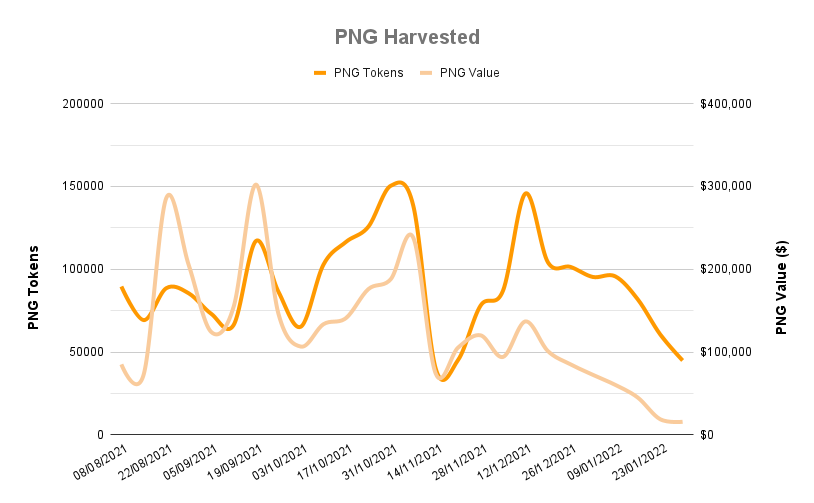 PNG Harvested
PNG Tokens PNG Value
200000 $400,000
150000 $300,000
100000 $200,000
50000 $100,000
0 $0
PNG Tokens
PNG Value ($)
08/08/2021 22/08/2021 05/09/2021 19/09/2021 03/10/2021 17/10/2021 31/10/2021 14/11/2021 28/11/2021 12/12/2021 26/12/2021 09/01/2022 23/01/2022